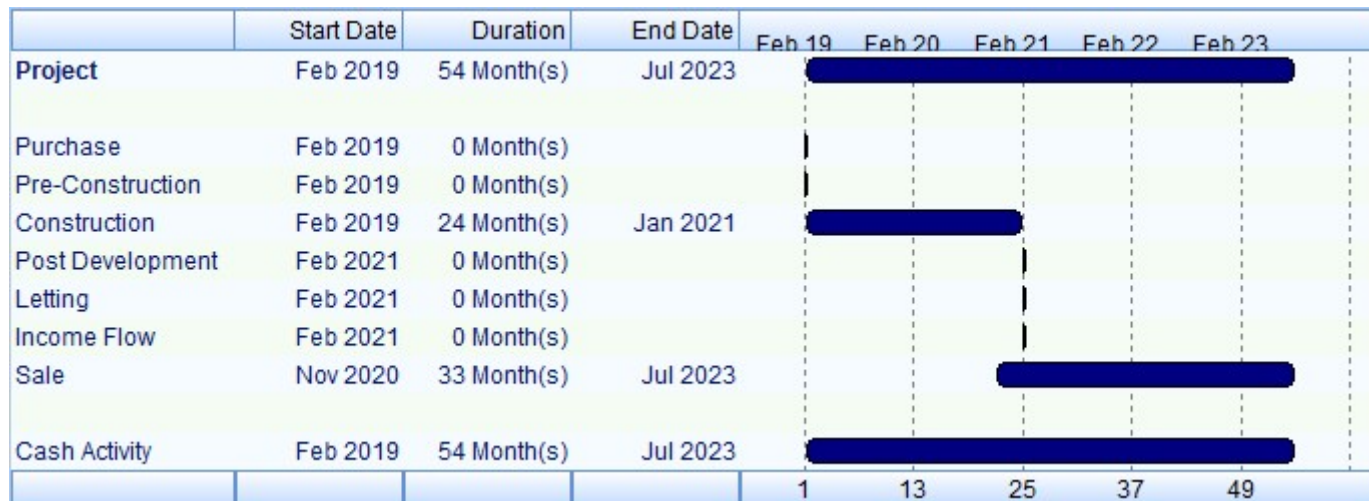 Start Date Duration End Date Feb 19 Feb 20 Feb 21 Feb 22 Feb 23
Project Feb 2019 54 Month(s) Jul 2023
Purchase Feb 2019 0 Month(s)
Pre-Construction Feb 2019 0 Month(s)
Construction Feb 2019 24 Month(s) Jan 2021
Post Development Feb 2021 0 Month(s)
Letting Feb 2021 0 Month(s)
Income Flow Feb 2021 0 Month(s)
Sale Nov 2020 33 Month(s) Jul 2023
Cash Activity Feb 2019 54 Month(s) Jul 2023
1 13 25 37 49